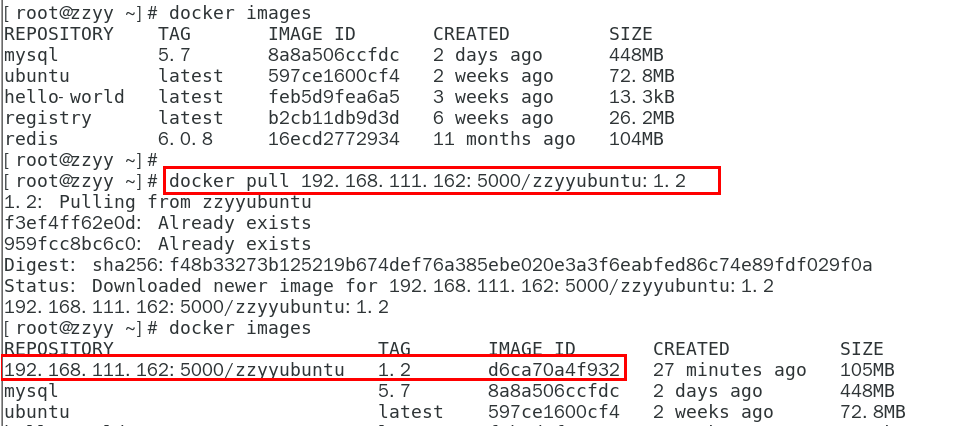 [root@zzyy ~]# docker images
REPOSITORY TAG IMAGE ID CREATED SIZE
mysql 5.7 8a8a506ccfdc 2 days ago 448MB
ubuntu latest 597ce1600cf4 2 weeks ago 72.8MB
hello-world latest feb5d9fea6a5 3 weeks ago 13.3kB
registry latest b2cb11db9d3d 6 weeks ago 26.2MB
redis 6.0.8 16ecd2772934 11 months ago 104MB
[root@zzyy ~]#
[root@zzyy ~]# docker pull 192.168.111.162:5000/zzyyubuntu:1.2
1.2: Pulling from zzyyubuntu
f3ef4ff62e0d: Already exists
959fcc8bc6c0: Already exists
Digest: sha256:f48b33273b125219b674def76a385ebe020e3a3f6eabfed86c74e89fdf029f0a
Status: Downloaded newer image for 192.168.111.162:5000/zzyyubuntu:1.2
192.168.111.162:5000/zzyyubuntu:1.2
[root@zzyy ~]# docker images
REPOSITORY TAG IMAGE ID CREATED SIZE
192.168.111.162:5000/zzyyubuntu 1.2 d6ca70a4f932 27 minutes ago 105MB
mysql 5.7 8a8a506ccfdc 2 days ago 448MB
ubuntu latest 597ce1600cf4 2 weeks ago 72.8MB